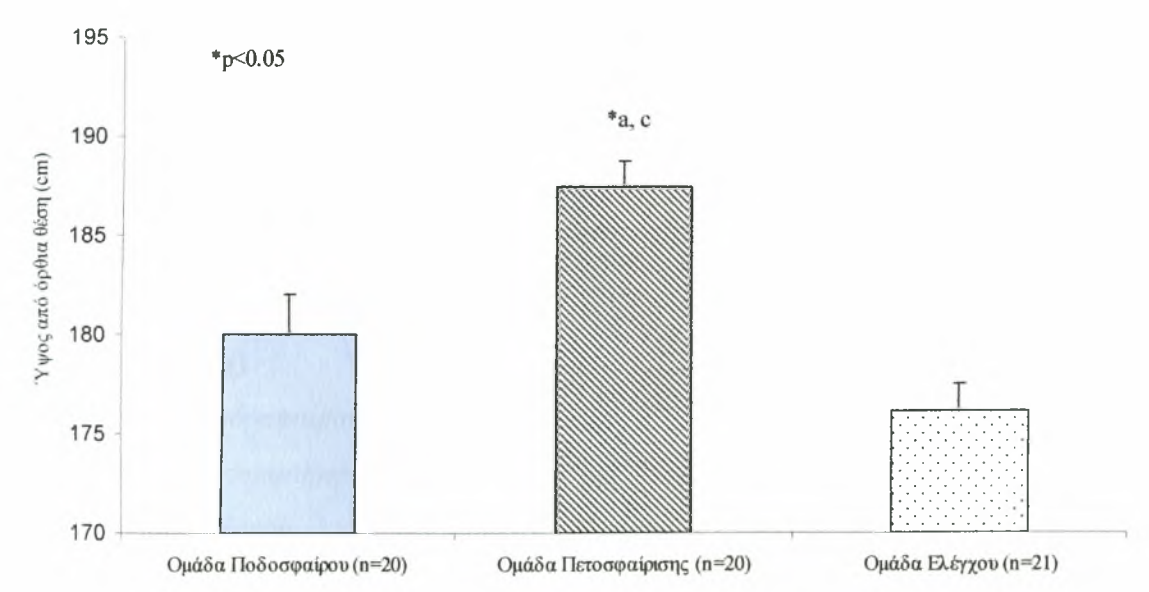 195
*p<0.05
190
*a, c
185
180
175
170
Ύψος από όρθια θέση (cm)
Ομάδα Ποδοσφαίρου (n=20)
Ομάδα Πετοσφαίρισης (n=20)
Ομάδα Ελέγχου (n=21)